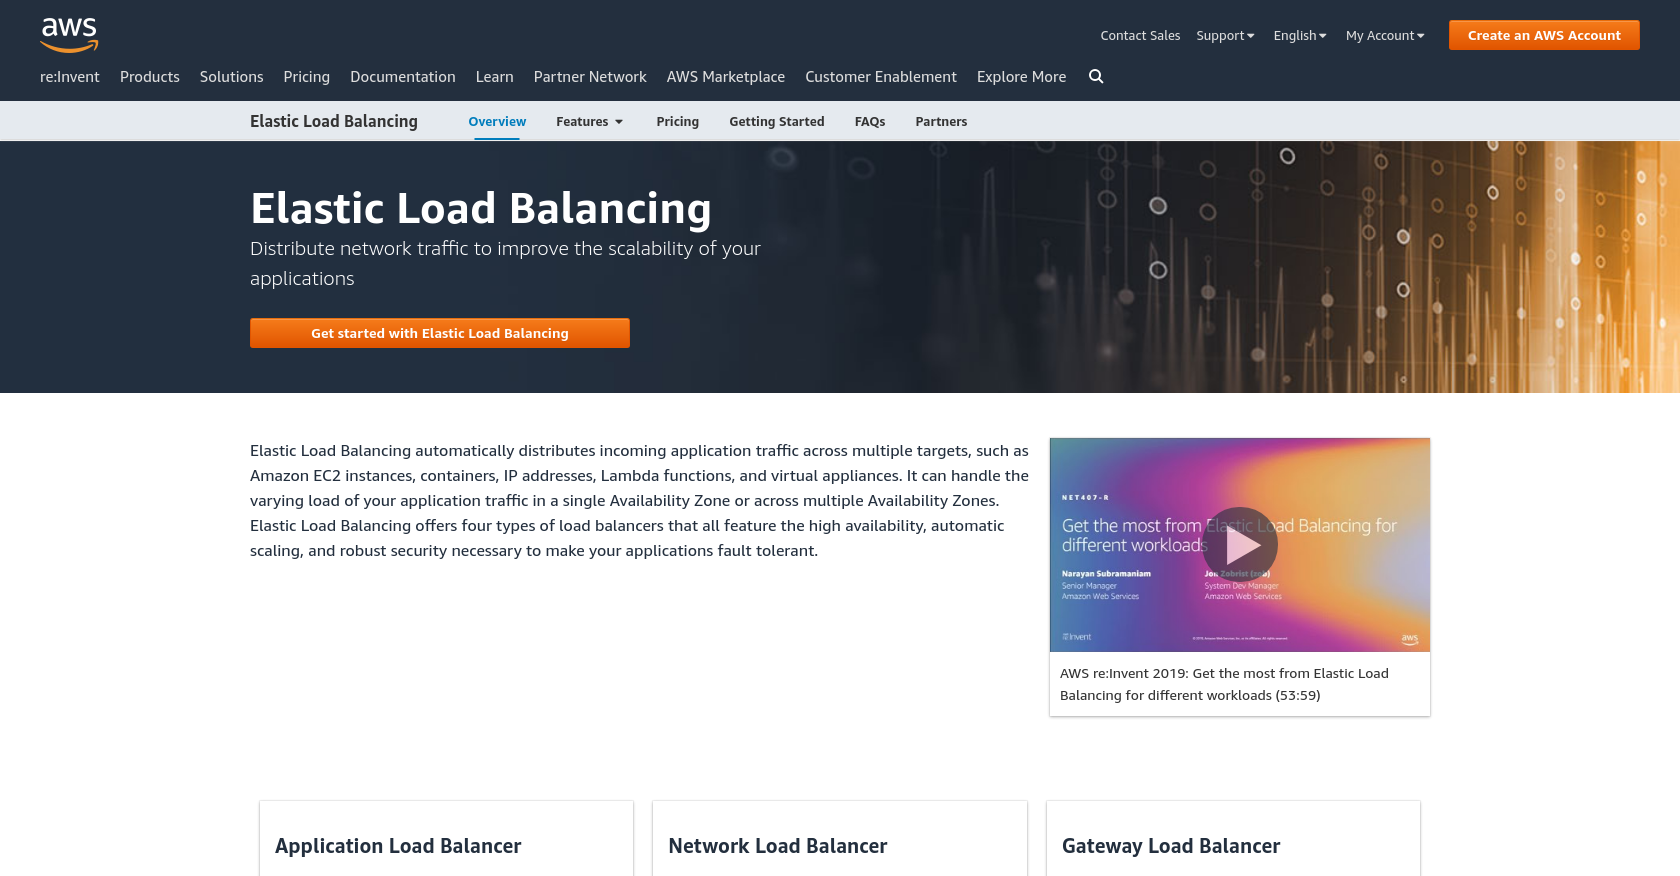 aws
Contact Sales Support English My Account Create an AWS Account
re:Invent Products Solutions Pricing Documentation Learn Partner Network AWS Marketplace Customer Enablement Explore More
Elastic Load Balancing Overview Features Pricing Getting Started FAQs Partners
Elastic Load Balancing
Distribute network traffic to improve the scalability of your
applications
Get started with Elastic Load Balancing
Elastic Load Balancing automatically distributes incoming application traffic across multiple targets, such as
Amazon EC2 instances, containers, IP addresses, Lambda functions, and virtual appliances. It can handle the
varying load of your application traffic in a single Availability Zone or across multiple Availability Zones.
Elastic Load Balancing offers four types of load balancers that all feature the high availability, automatic
scaling, and robust security necessary to make your applications fault tolerant.
NET407-R
Get the most from Elastic Load Balancing for
different workloads
Narayan Subramaniam
Senior Manager
Amazon Web Services
Zobrist
System Dev Manager
Amazon Web Services
re:Invent
aws
AWS re:Invent 2019: Get the most from Elastic Load
Balancing for different workloads (53:59)
Application Load Balancer
Network Load Balancer
Gateway Load Balancer